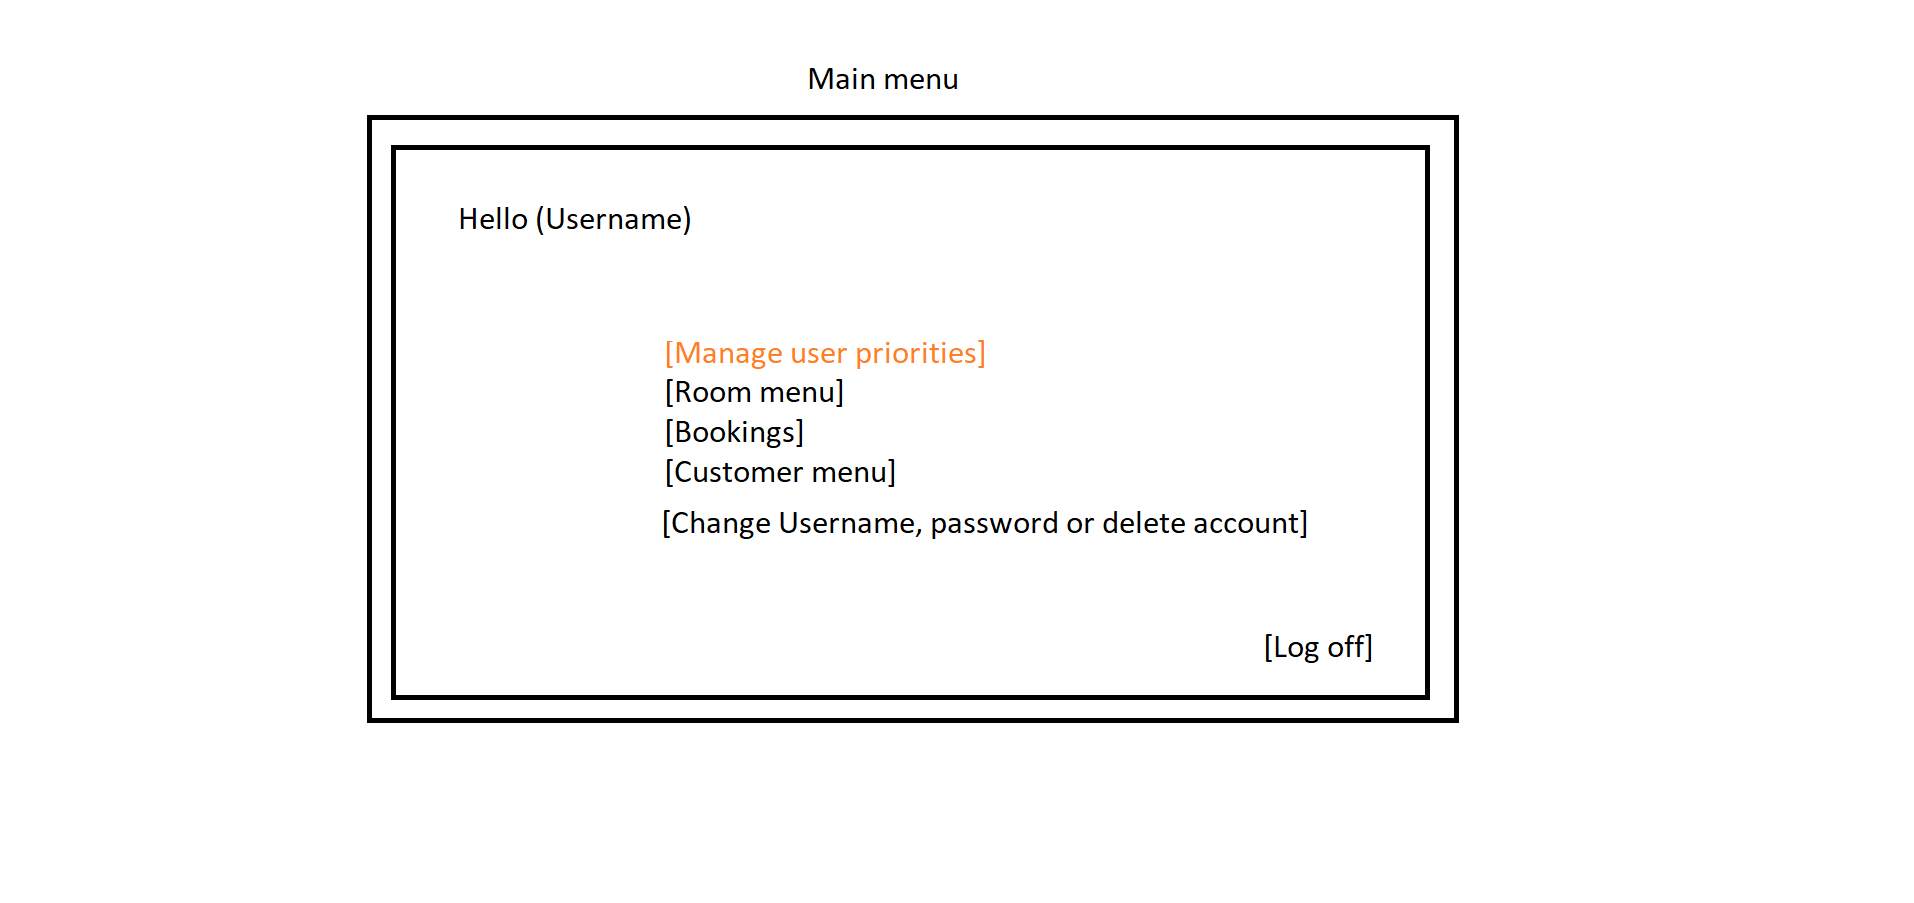 Main menu
Hello (Username)
[Manage user priorities]
[Room menu]
[Bookings]
[Customer menu]
[Change Username, password or delete account]
[Log off]